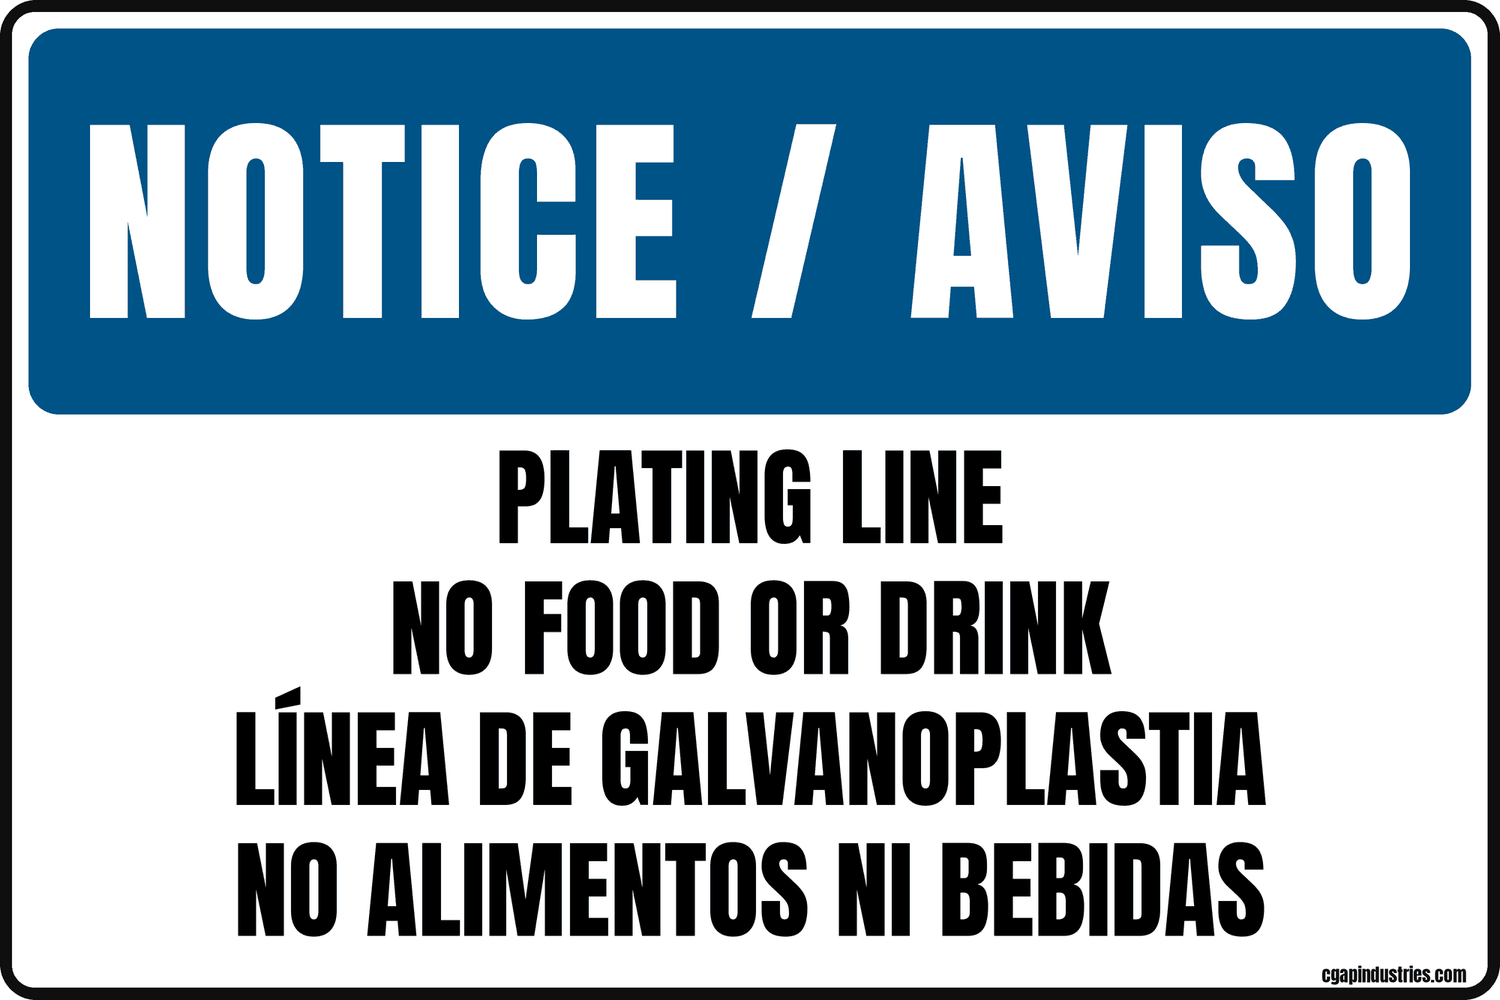 NOTICE / AVISO
PLATING LINE
NO FOOD OR DRINK
LÍNEA DE GALVANOPLASTIA
NO ALIMENTOS NI BEBIDAS
cgapindustries.com